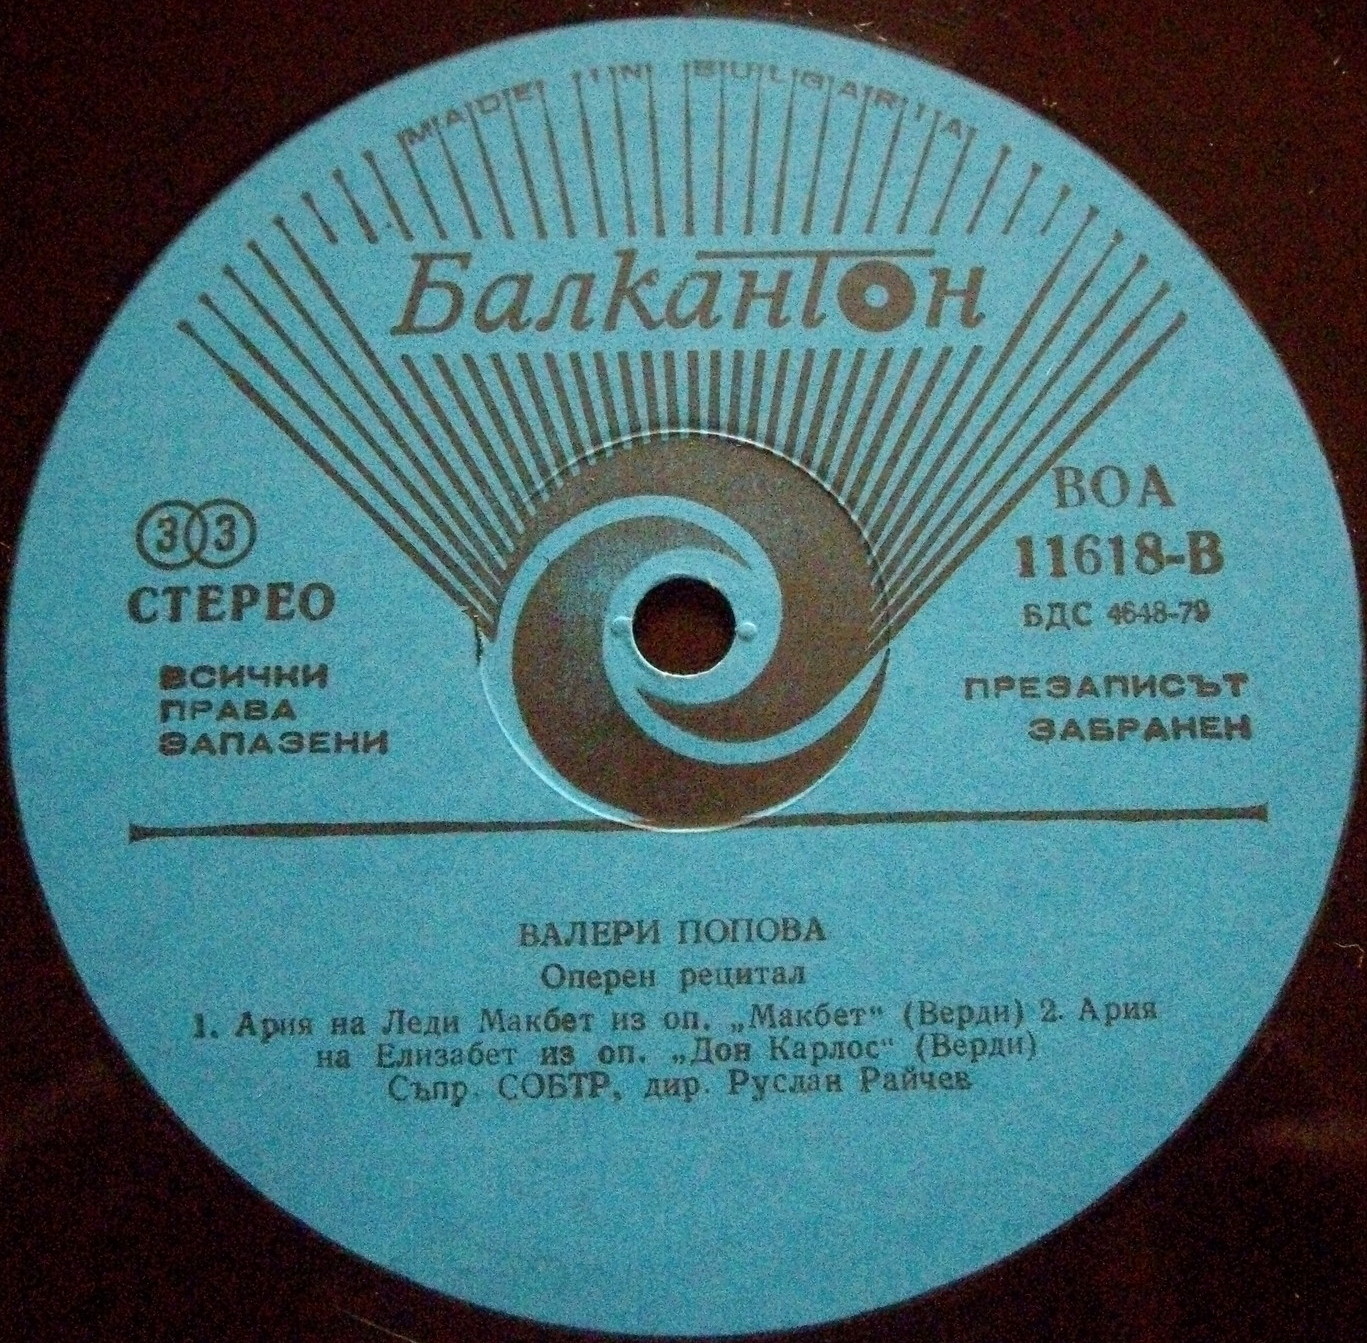 MADE IN BULGARIA
Балкантон
33
СТЕРЕО
ВСИЧКИ
ПРАВА
ЗАПАЗЕНИ
ВОА
11618-В
БДС 4648-79
ПРЕЗАПИСЪТ
ЗАБРАНЕН
ВАЛЕРИ ПОПОВА
Оперен рецитал
1. Ария на Леди Макбет из оп. „Макбет“ (Верди) 2. Ария
на Елизабет из оп. „Дон Карлос“ (Верди)
Съпр. СОБТР, дир. Руслан Райчев